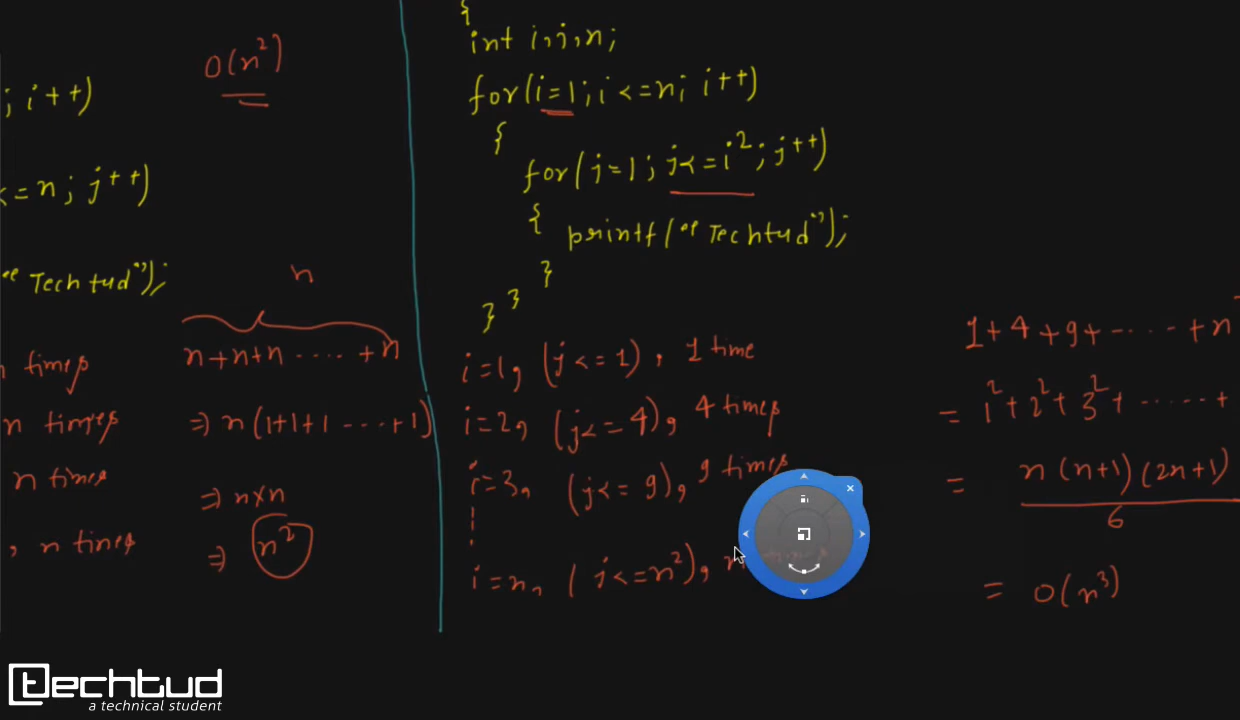 O(n²)
; i++)
<=n; j++)
"Techtud");
n
n times
n+n+n ....+n
n times
⇒ n(1+1+1 ...+1)
n times
⇒ n×n
, n times
⇒ n²
{
int i,j,n;
for(i=1;i<=n; i++)
{
for(j=1; j<=i²; j++)
{ printf("Techtud");
}
} }
i=1, (j<=1), 1 time
i=2, (j<=4), 4 times
i=3, (j<=9), 9 times
i=n, (j<=n²),
1+4+9+-----+n
= 1²+2²+3²+ ......+
= n(n+1)(2n+1)
6
= O(n³)
techtud
a technical student